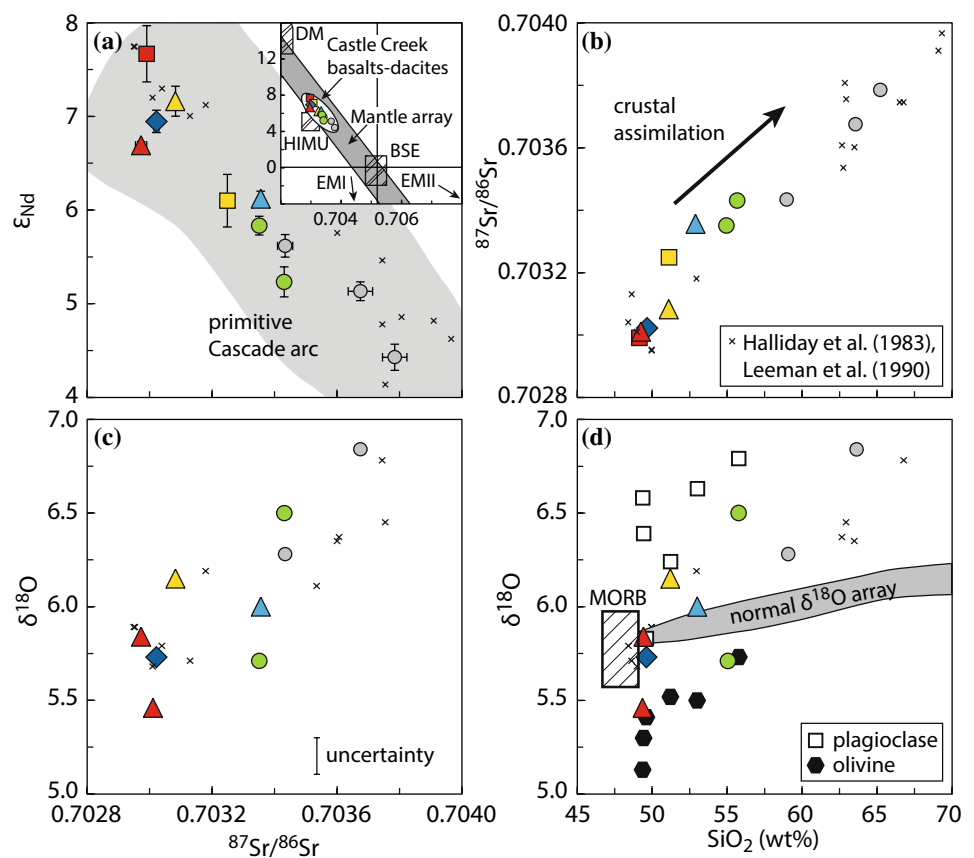 (a)
8
7
6
5
4
εNd
DM
12
8
4
0
Castle Creek
basalts-dacites
Mantle array
HIMU
BSE
EMI
EMII
0.704
0.706
primitive
Cascade arc
(b)
0.7040
0.7036
0.7032
0.7028
87Sr/86Sr
crustal
assimilation
× Halliday et al. (1983),
Leeman et al. (1990)
(c)
7.0
6.5
6.0
5.5
5.0
δ18O
uncertainty
0.7028
0.7032
0.7036
0.7040
87Sr/86Sr
(d)
7.0
6.5
6.0
5.5
5.0
δ18O
MORB
normal δ18O array
plagioclase
olivine
45
50
55
60
65
70
SiO2 (wt%)